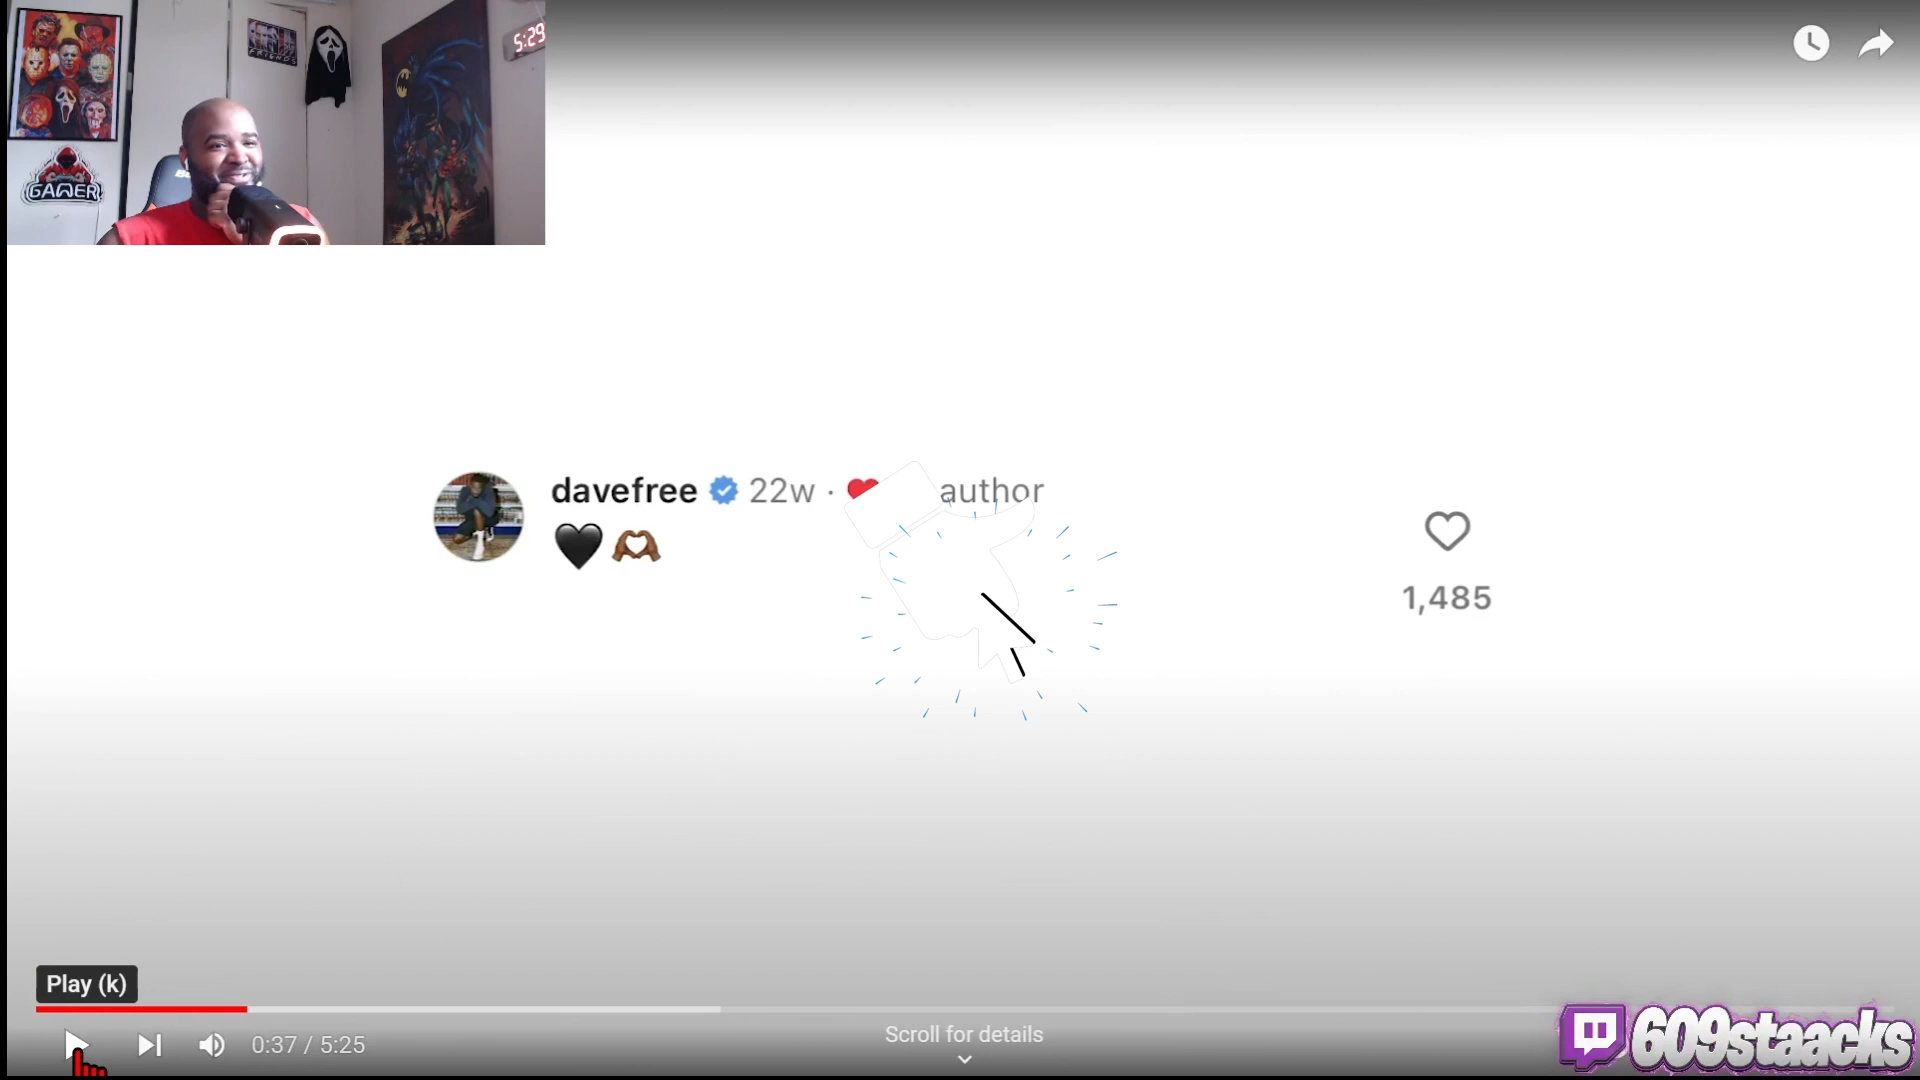 FRIENDS
5:29
GAMER
davefree 22w · author
1,485
Play (k)
0:37 / 5:25
Scroll for details
609staacks